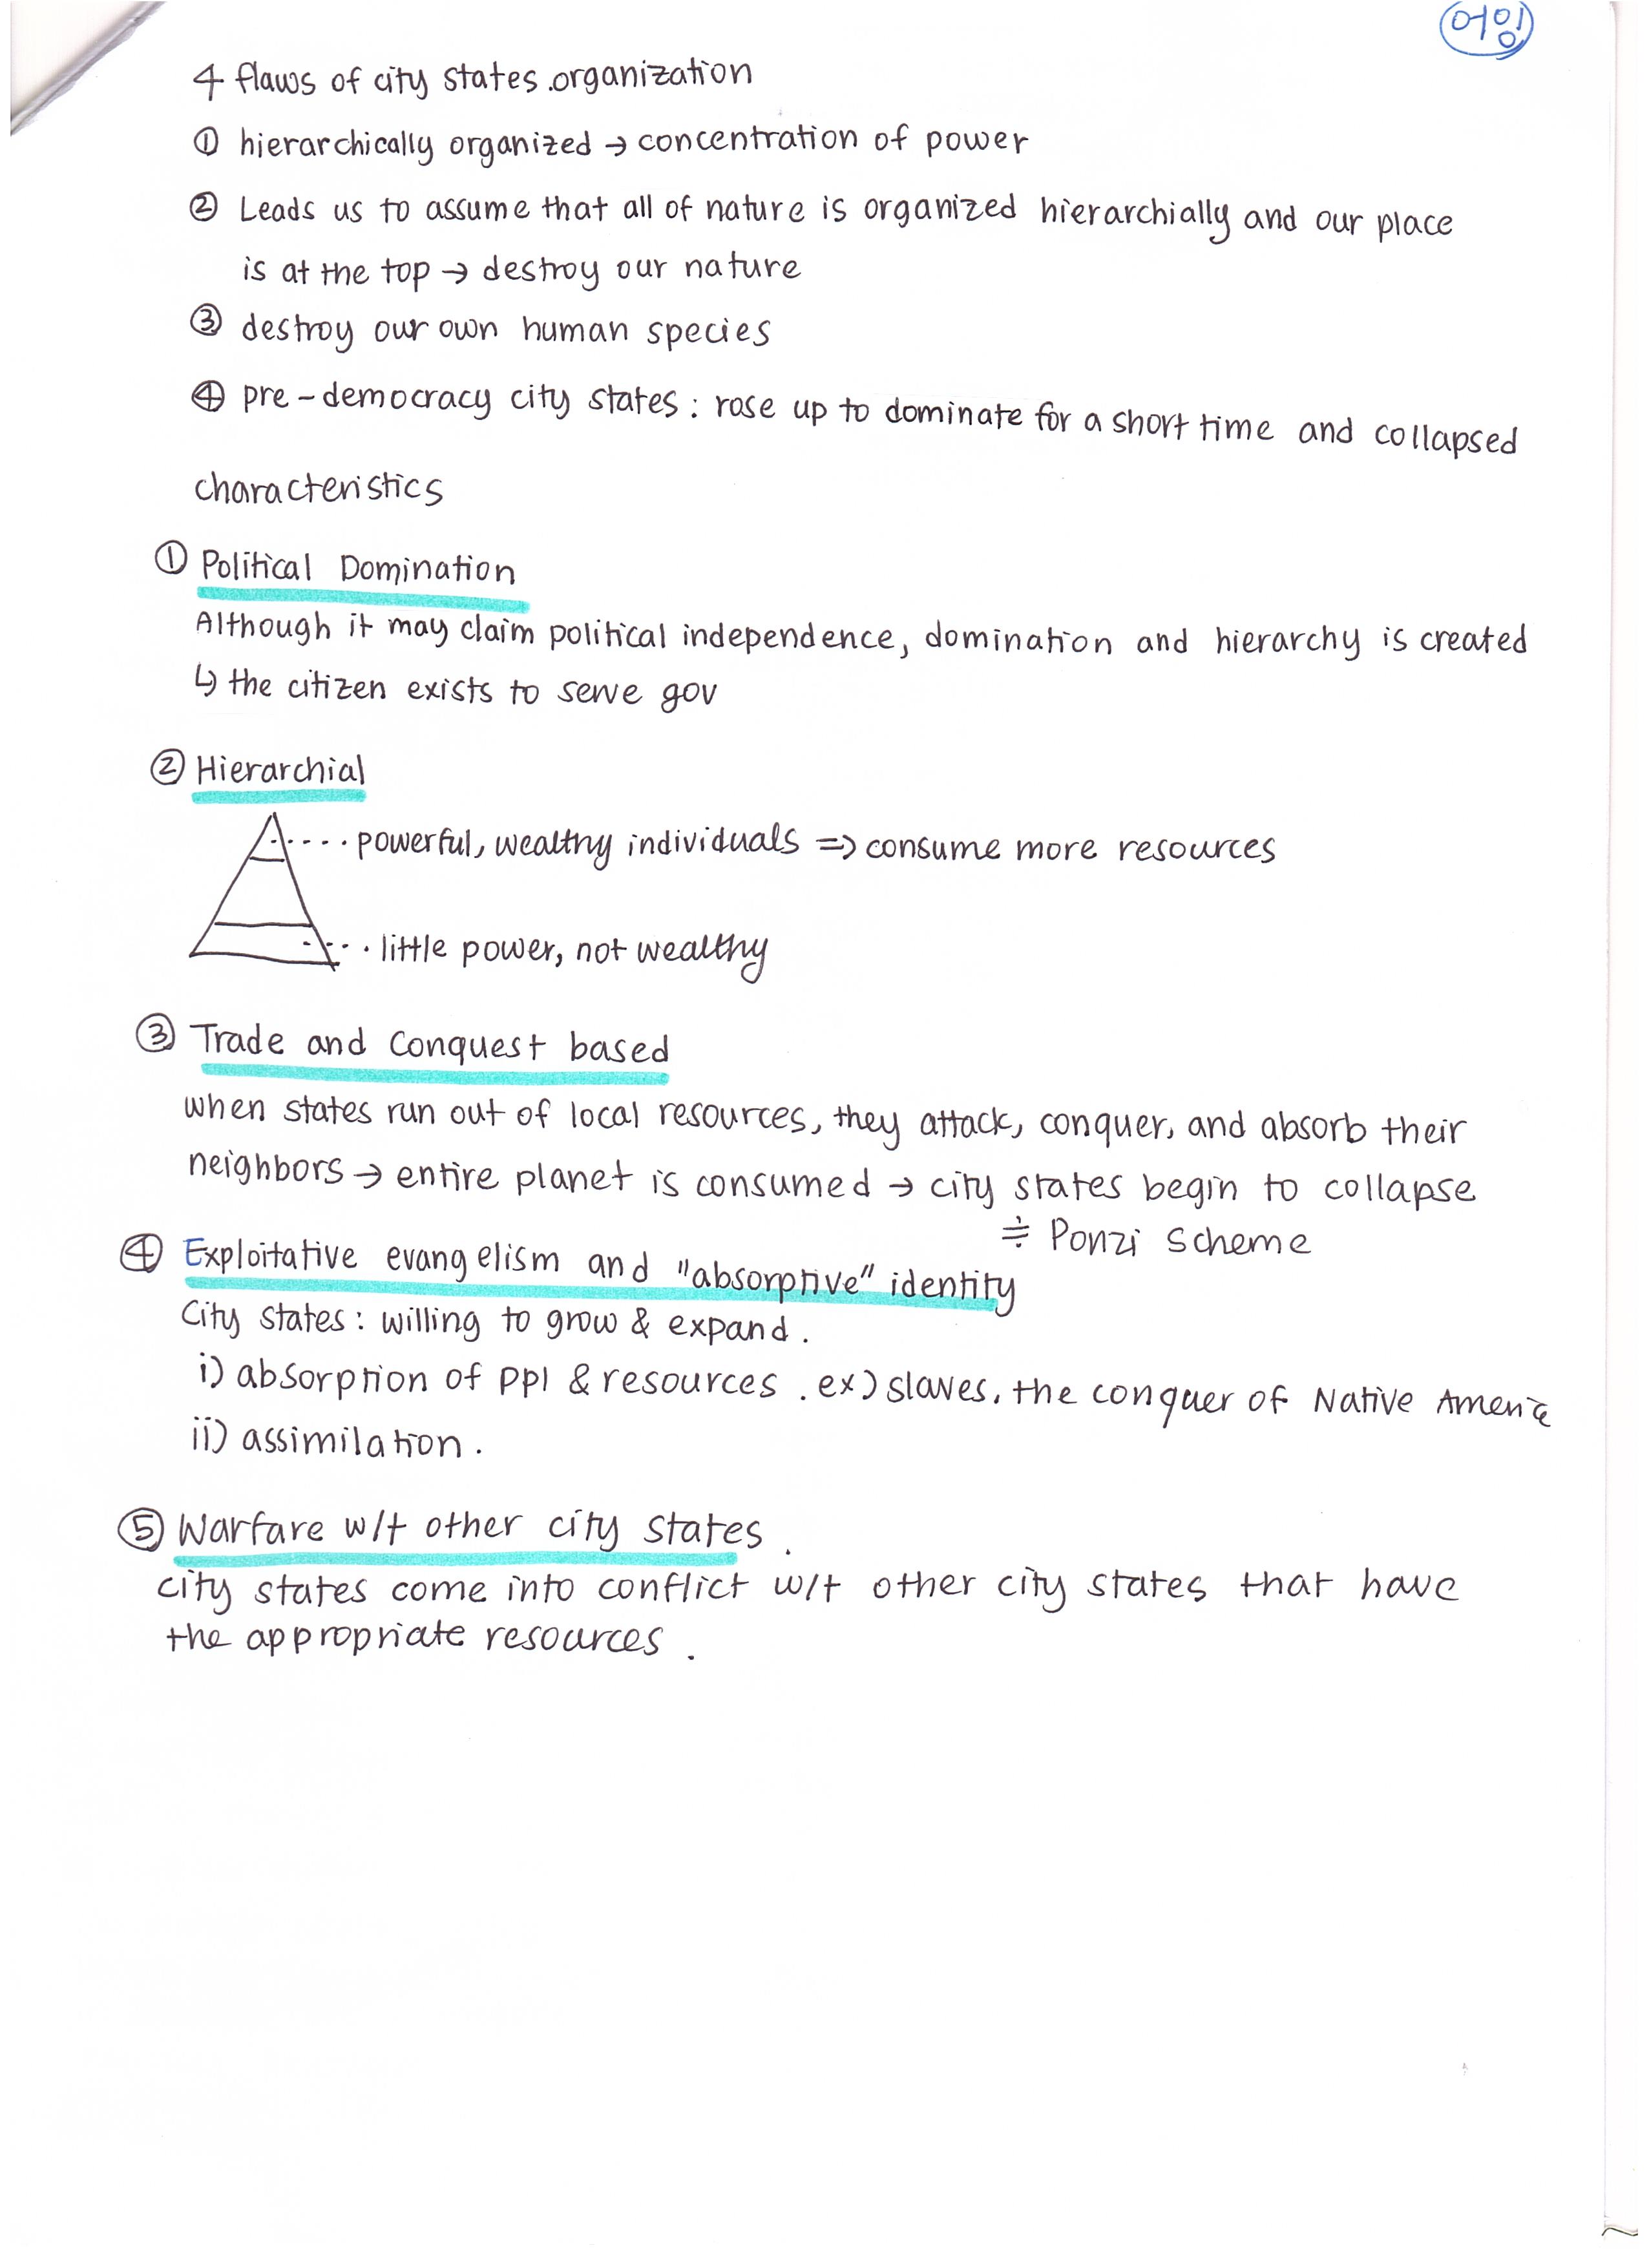 어잉
4 flaws of city states organization
① hierarchically organized → concentration of power
② Leads us to assume that all of nature is organized hierarchially and our place
is at the top → destroy our nature
③ destroy our own human species
④ pre-democracy city states : rose up to dominate for a short time and collapsed
characteristics
① Political Domination
Although it may claim political independence, domination and hierarchy is created
↳ the citizen exists to serve gov
② Hierarchial
···· powerful, wealthy individuals ⇒ consume more resources
···· little power, not wealthy
③ Trade and Conquest based
when states run out of local resources, they attack, conquer, and absorb their
neighbors → entire planet is consumed → city states begin to collapse
≑ Ponzi scheme
④ Exploitative evangelism and "absorptive" identity
City states : willing to grow & expand.
i) absorption of ppl & resources. ex) slaves, the conquer of Native
ii) assimilation.
⑤ Warfare w/t other city states.
city states come into conflict w/t other city states that have
the appropriate resources.